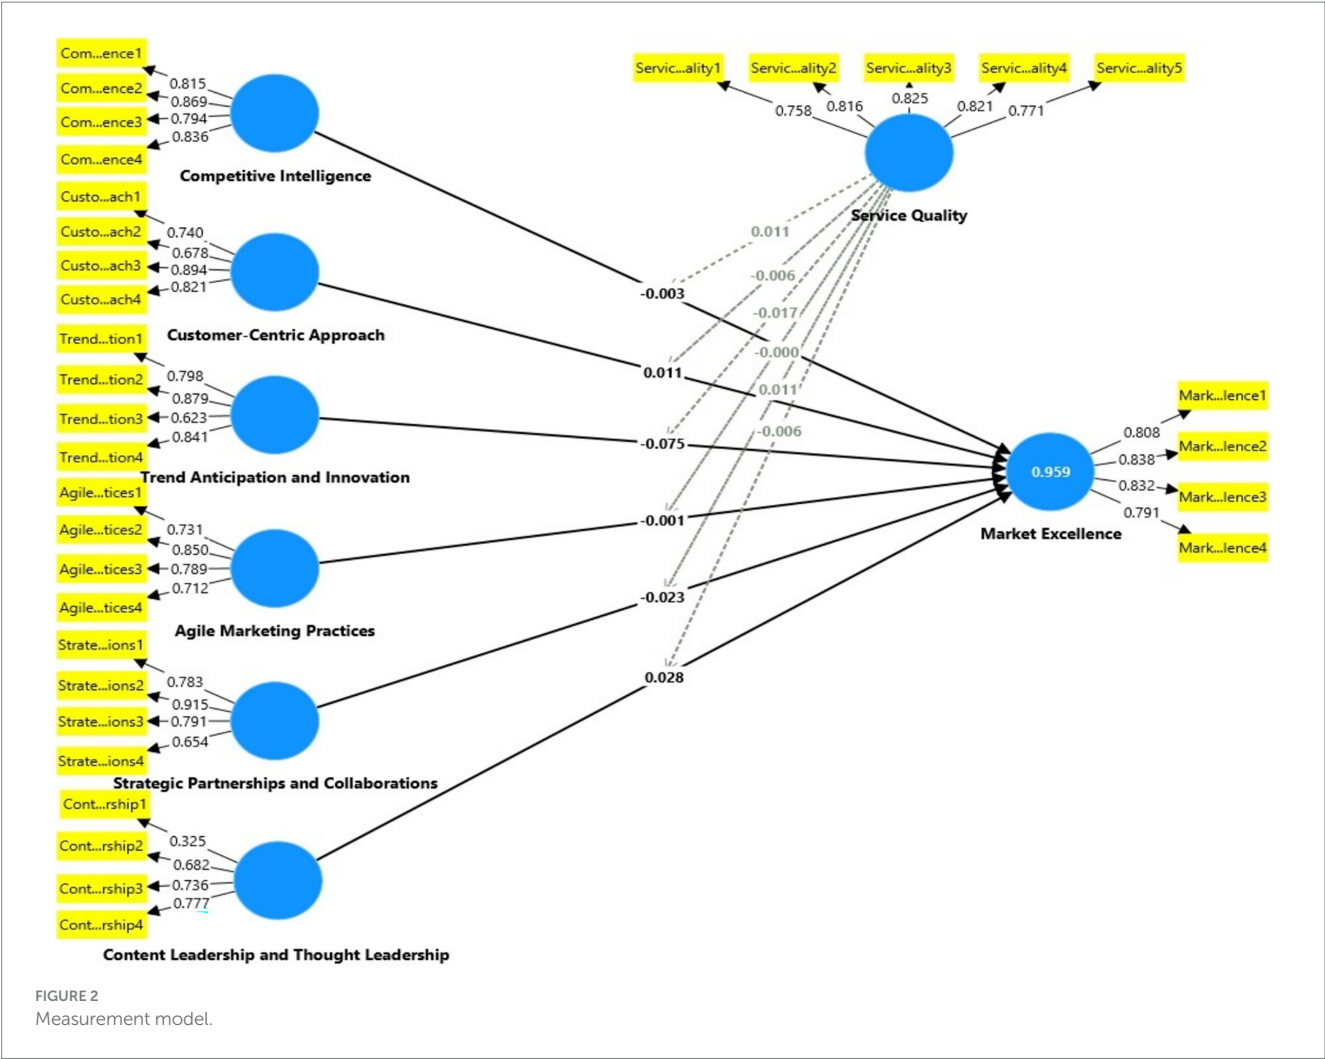 Com...ence1
0.815
Com...ence2
0.869
Com...ence3
0.794
0.836
Com...ence4
Competitive Intelligence
Custo...ach1
0.740
Custo...ach2
0.678
Custo...ach3
0.894
0.821
Custo...ach4
Customer-Centric Approach
Trend...tion1
0.798
Trend...tion2
0.879
Trend...tion3
0.623
0.841
Trend...tion4
Trend Anticipation and Innovation
Agile...tices1
0.731
Agile...tices2
0.850
Agile...tices3
0.789
0.712
Agile...tices4
Agile Marketing Practices
Strate...ions1
0.783
Strate...ions2
0.915
Strate...ions3
0.791
0.654
Strate...ions4
Strategic Partnerships and Collaborations
Cont...rship1
0.325
Cont...rship2
0.682
Cont...rship3
0.736
0.777
Cont...rship4
Content Leadership and Thought Leadership
Servic...ality1
Servic...ality2
Servic...ality3
Servic...ality4
Servic...ality5
0.758
0.816
0.825
0.821
0.771
Service Quality
0.011
-0.006
-0.017
-0.000
0.011
-0.006
-0.003
0.011
-0.075
-0.001
-0.023
0.028
0.959
Market Excellence
Mark...lence1
0.808
Mark...lence2
0.838
Mark...lence3
0.832
0.791
Mark...lence4
FIGURE 2
Measurement model.